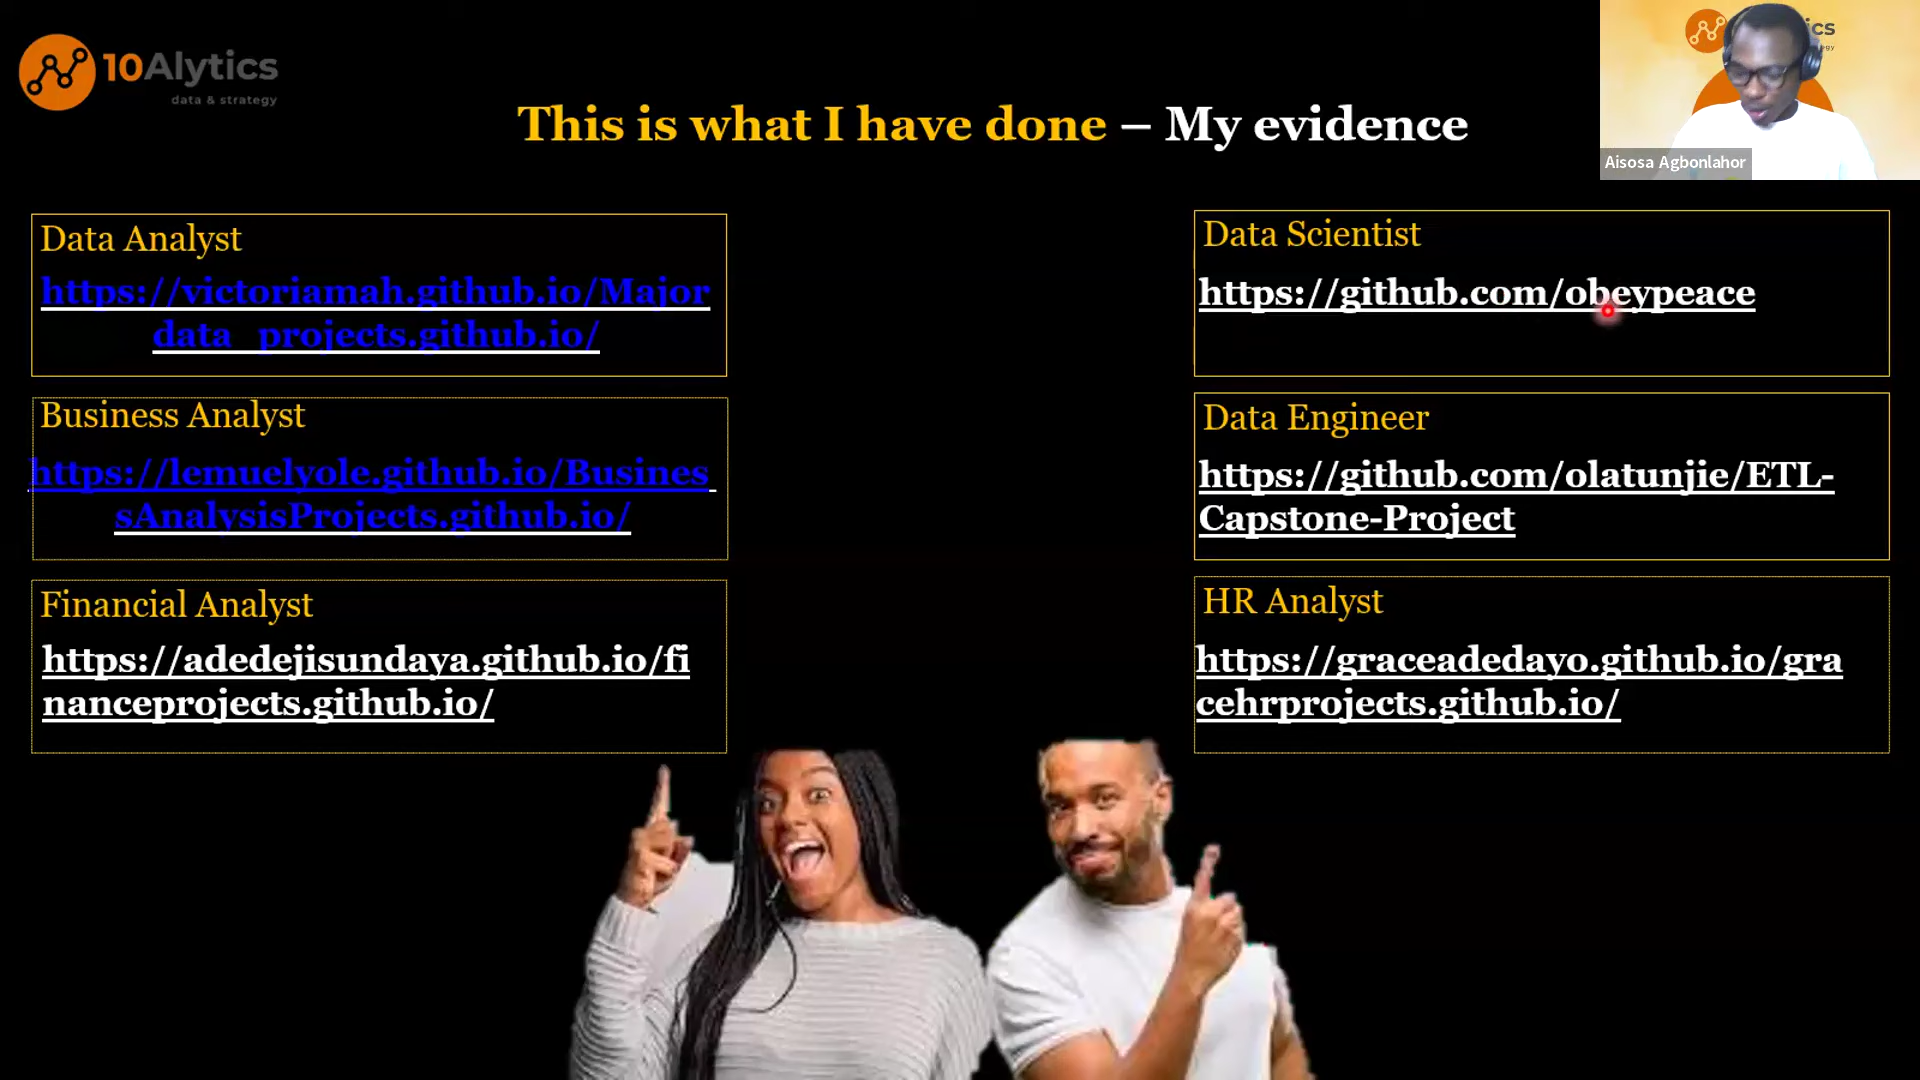 10Alytics
data & strategy
This is what I have done – My evidence
ics
egy
Aisosa Agbonlahor
Data Analyst
https://victoriamah.github.io/Major
data_projects.github.io/
Business Analyst
https://lemuelyole.github.io/Busines
sAnalysisProjects.github.io/
Financial Analyst
https://adedejisundaya.github.io/fi
nanceprojects.github.io/
Data Scientist
https://github.com/obeypeace
Data Engineer
https://github.com/olatunjie/ETL-
Capstone-Project
HR Analyst
https://graceadedayo.github.io/gra
cehrprojects.github.io/